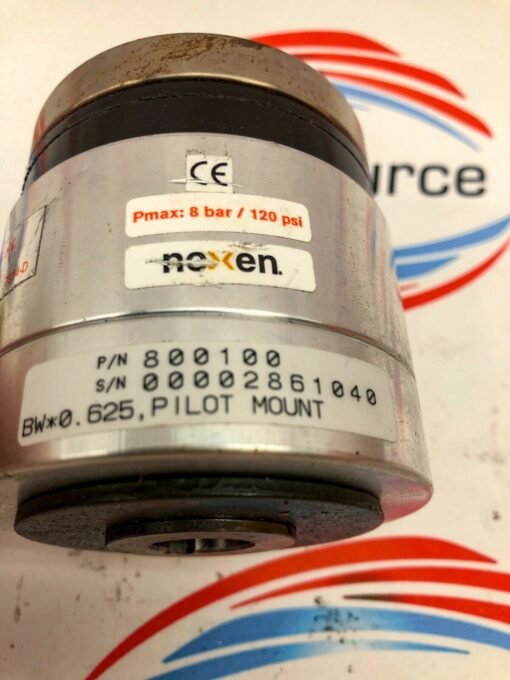 urce
CE
Pmax: 8 bar / 120 psi
nexen.
P/N 800100
S/N 00002861040
BW*0.625,PILOT MOUNT